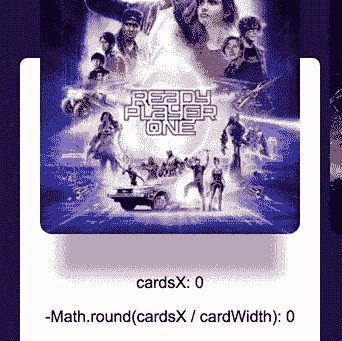 READY
PLAYER
ONE
cardsX: 0
-Math.round(cardsX / cardWidth): 0